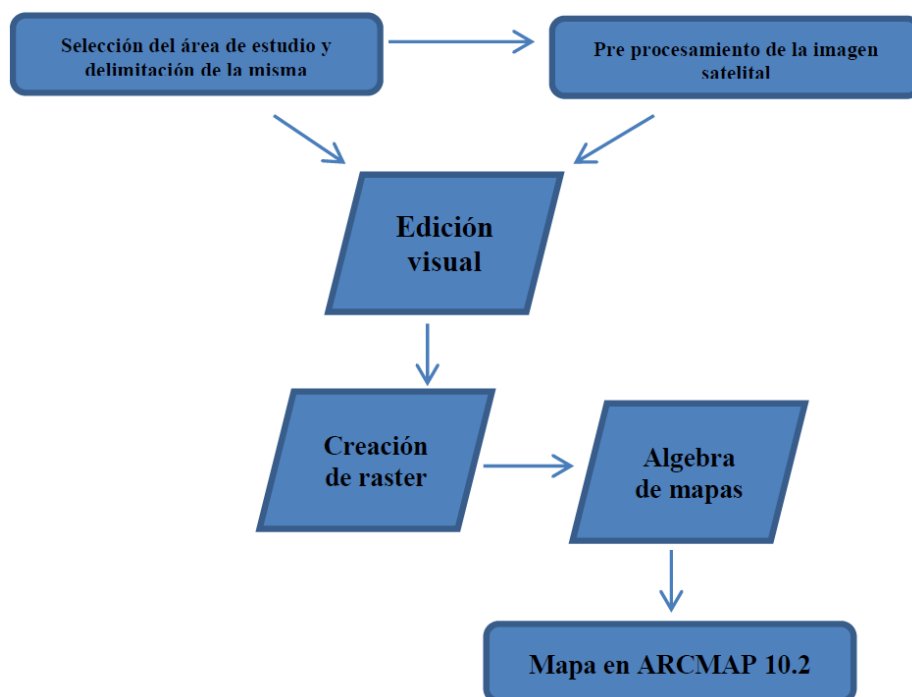 Selección del área de estudio y
delimitación de la misma
Pre procesamiento de la imagen
satelital
Edición
visual
Creación
de raster
Algebra
de mapas
Mapa en ARCMAP 10.2